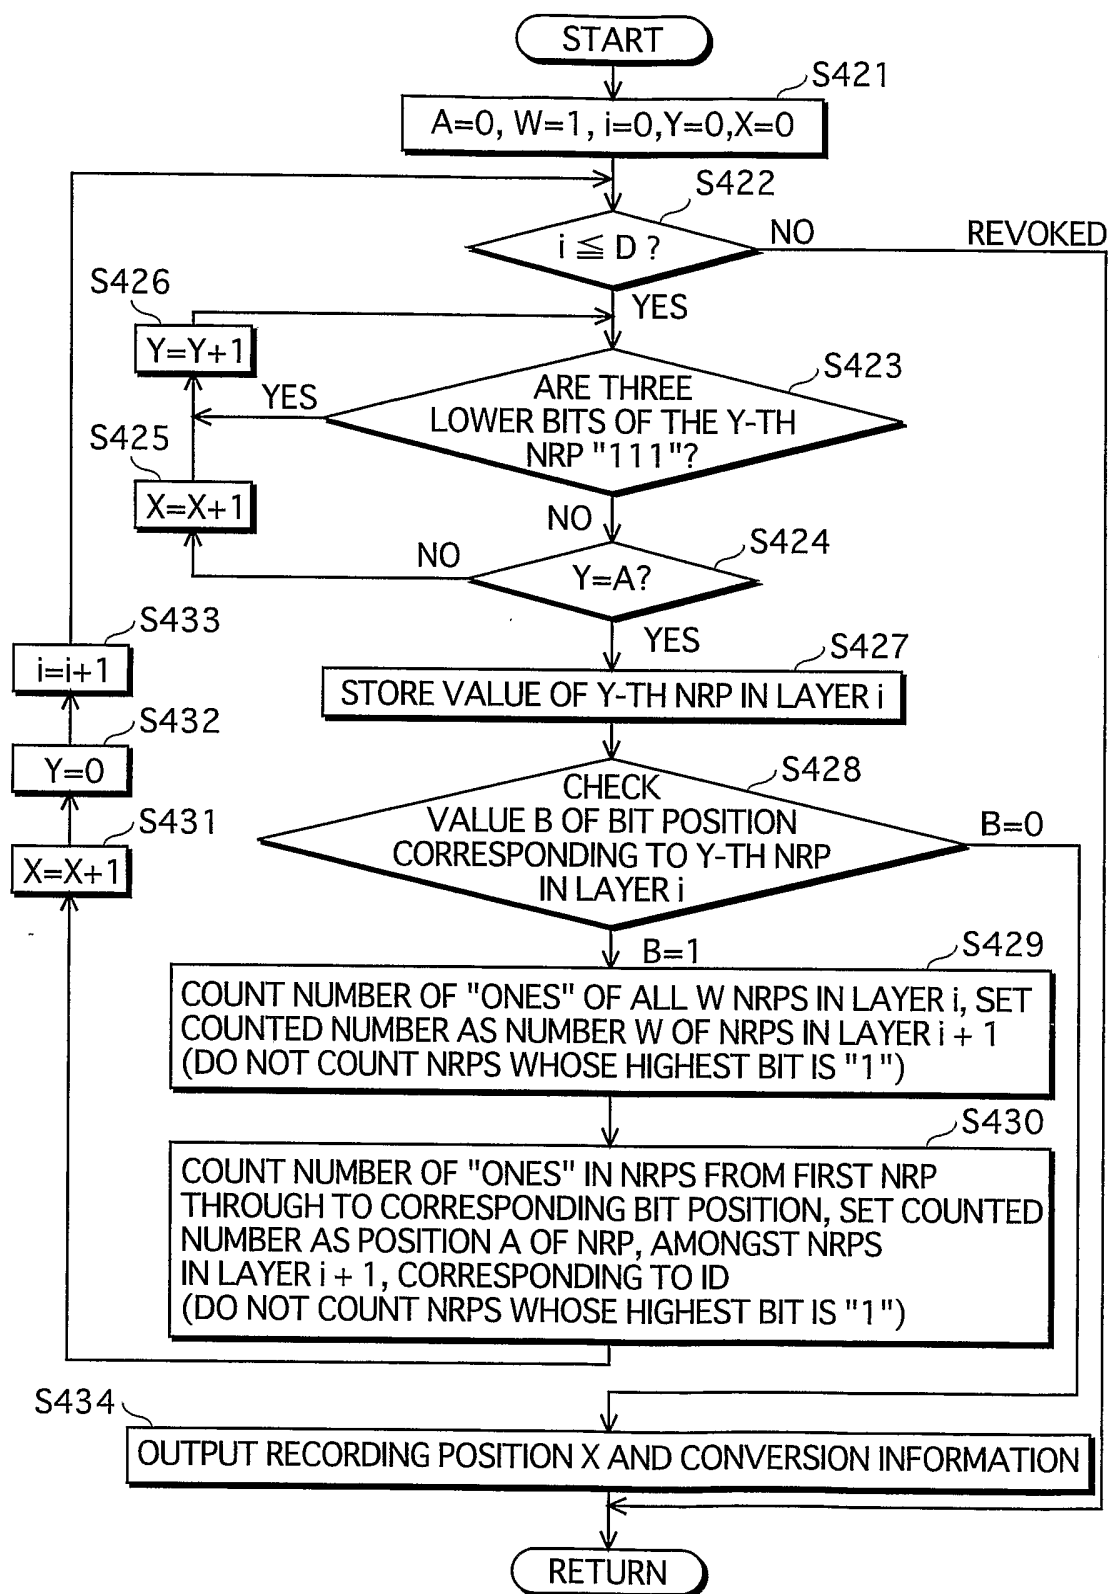 START
S421
A=0, W=1, i=0,Y=0,X=0
S422
i ≦ D ?
NO
REVOKED
YES
S426
Y=Y+1
S423
ARE THREE
LOWER BITS OF THE Y-TH
NRP "111"?
YES
S425
X=X+1
NO
S424
Y=A?
NO
YES
S433
i=i+1
S427
STORE VALUE OF Y-TH NRP IN LAYER i
S432
Y=0
S428
CHECK
VALUE B OF BIT POSITION
CORRESPONDING TO Y-TH NRP
IN LAYER i
B=0
S431
X=X+1
B=1
S429
COUNT NUMBER OF "ONES" OF ALL W NRPS IN LAYER i, SET
COUNTED NUMBER AS NUMBER W OF NRPS IN LAYER i + 1
(DO NOT COUNT NRPS WHOSE HIGHEST BIT IS "1")
S430
COUNT NUMBER OF "ONES" IN NRPS FROM FIRST NRP
THROUGH TO CORRESPONDING BIT POSITION, SET COUNTED
NUMBER AS POSITION A OF NRP, AMONGST NRPS
IN LAYER i + 1, CORRESPONDING TO ID
(DO NOT COUNT NRPS WHOSE HIGHEST BIT IS "1")
S434
OUTPUT RECORDING POSITION X AND CONVERSION INFORMATION
RETURN